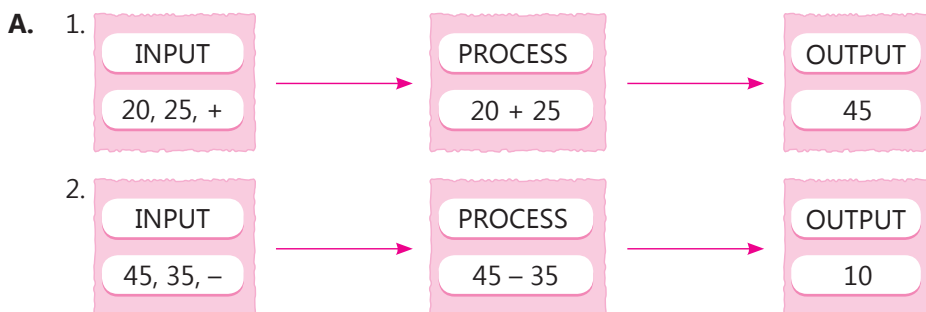 A. 1. INPUT PROCESS OUTPUT
20, 25, + 20 + 25 45
2. INPUT PROCESS OUTPUT
45, 35, – 45 – 35 10